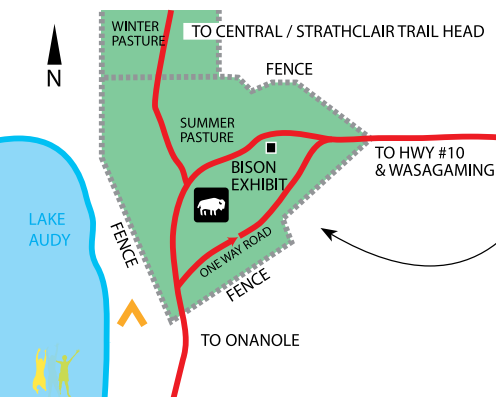 WINTER
PASTURE
TO CENTRAL / STRATHCLAIR TRAIL HEAD
N
FENCE
SUMMER
PASTURE
BISON
EXHIBIT
TO HWY #10
& WASAGAMING
LAKE
AUDY
FENCE
ONE WAY ROAD
FENCE
TO ONANOLE